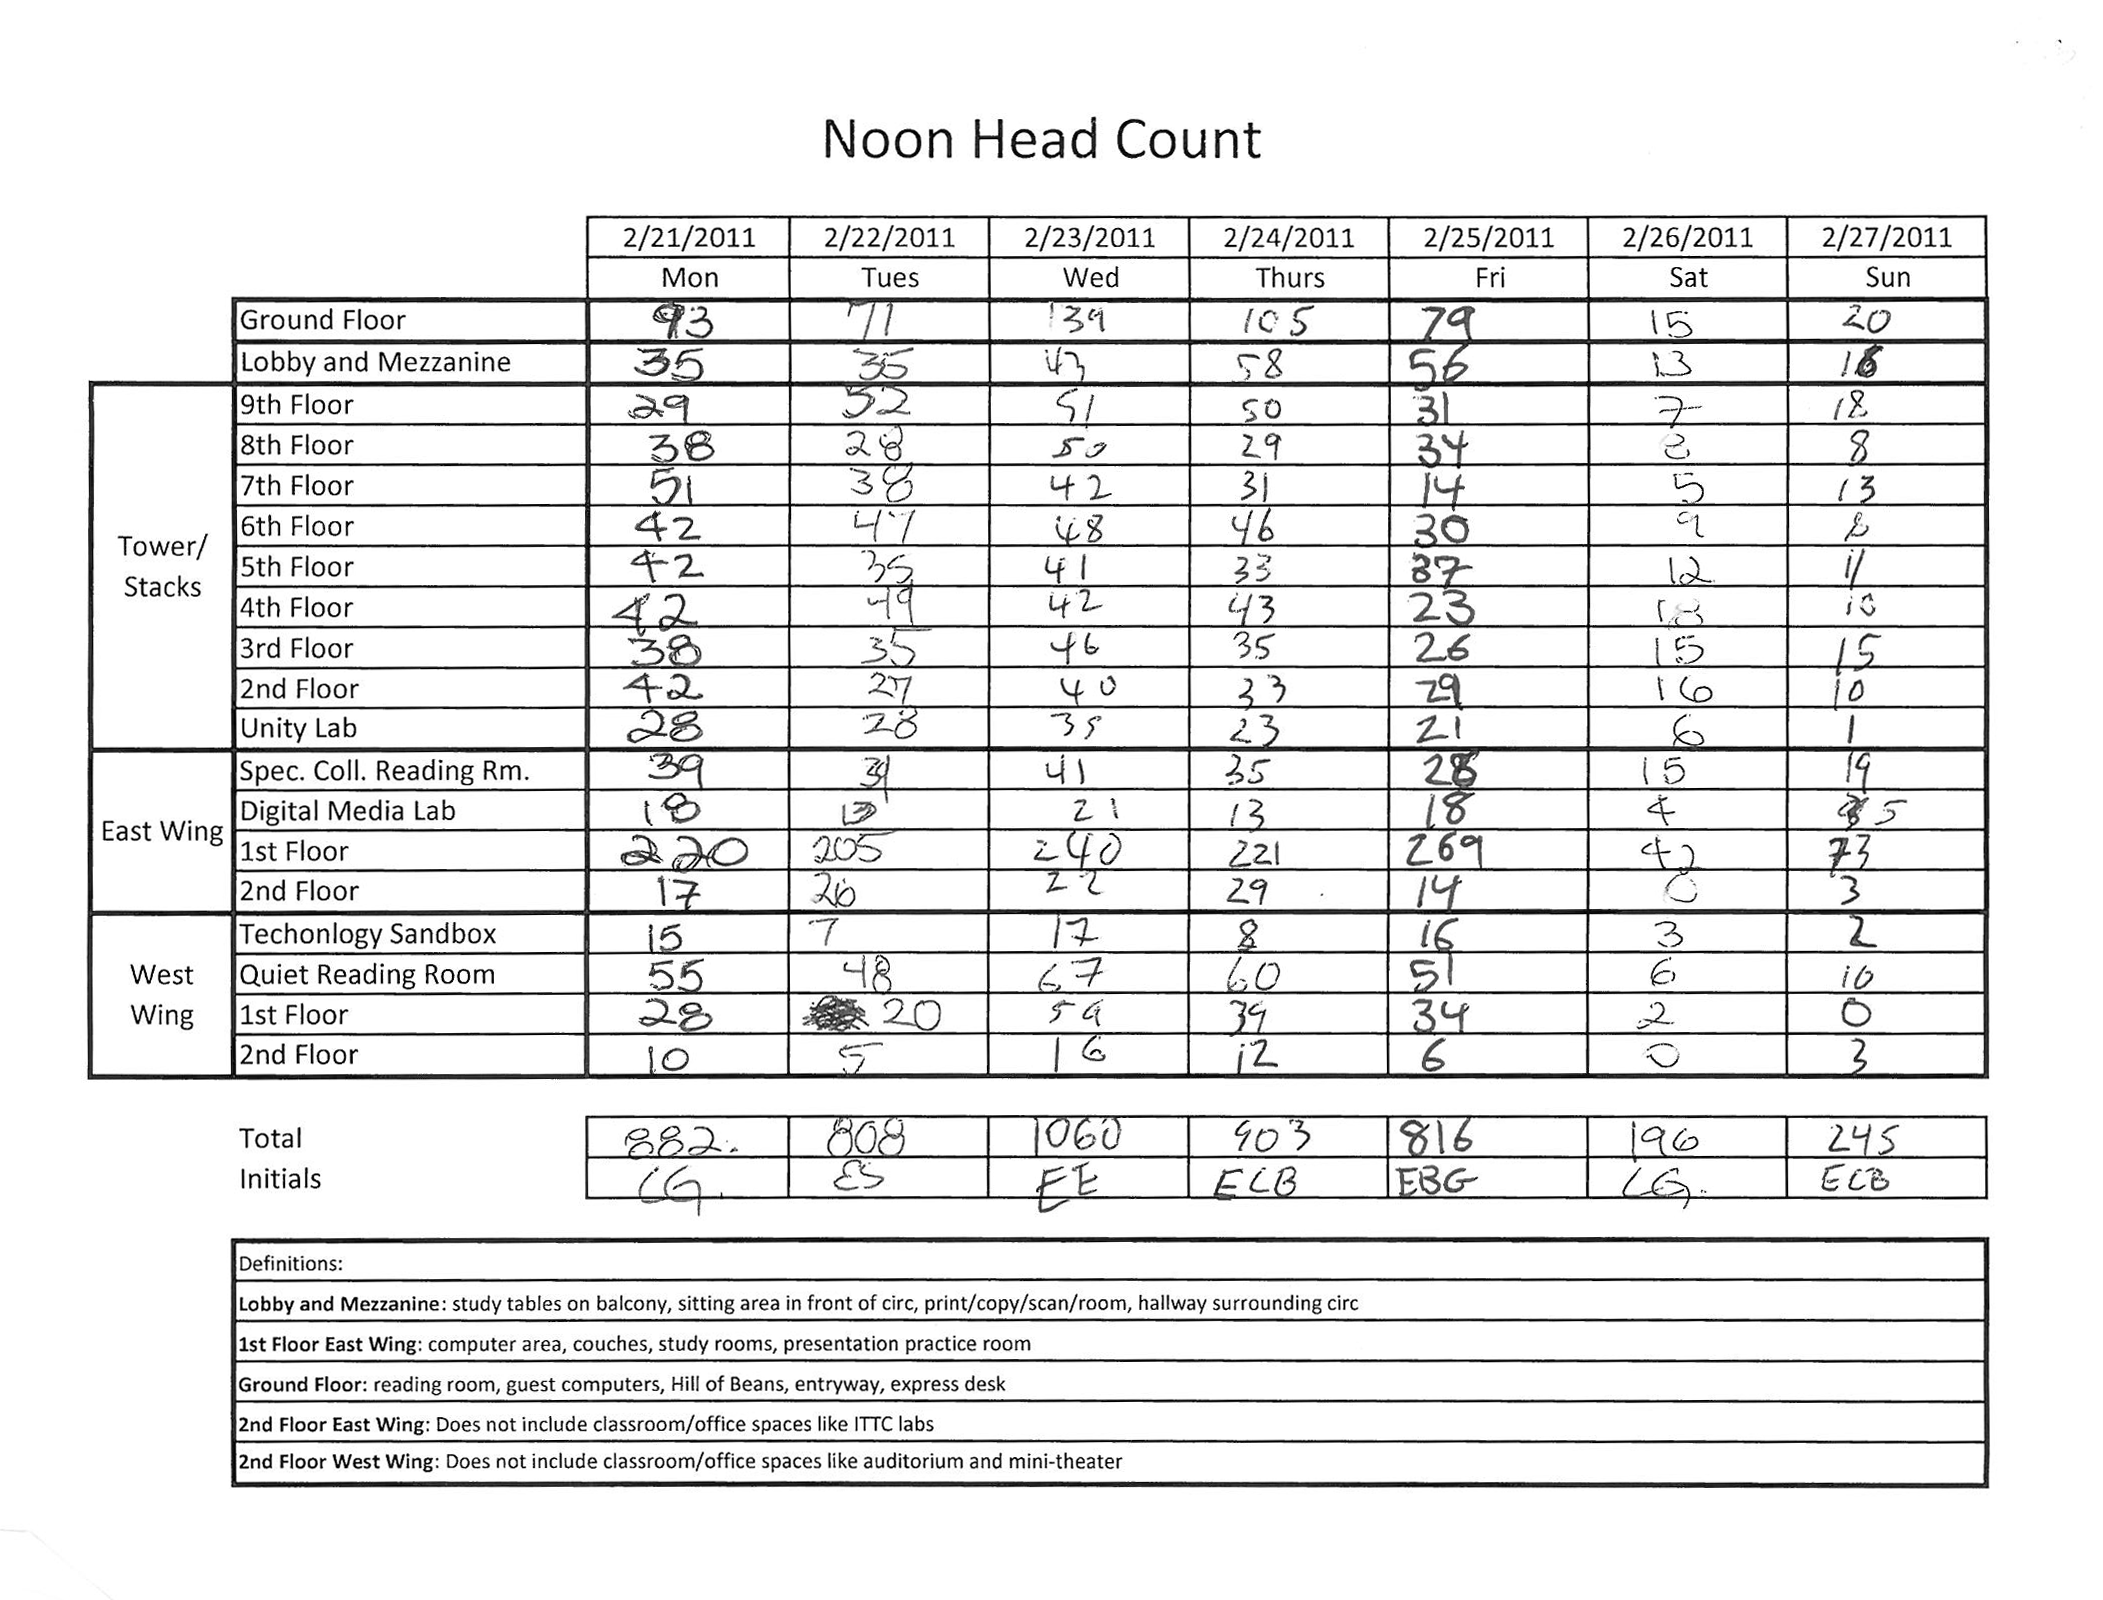 Noon Head Count
2/21/2011 2/22/2011 2/23/2011 2/24/2011 2/25/2011 2/26/2011 2/27/2011
Mon Tues Wed Thurs Fri Sat Sun
Ground Floor 93 71 139 105 79 15 20
Lobby and Mezzanine 35 35 43 58 56 13 16
Tower/
Stacks
9th Floor 29 52 51 50 31 7 18
8th Floor 38 28 50 29 34 8 8
7th Floor 51 38 42 31 14 5 13
6th Floor 42 47 48 46 30 9 8
5th Floor 42 35 41 33 37 12 11
4th Floor 42 49 42 43 23 13 10
3rd Floor 38 35 46 35 26 15 15
2nd Floor 42 27 40 33 29 16 10
Unity Lab 28 28 35 23 21 6 1
East Wing
Spec. Coll. Reading Rm. 39 39 41 35 28 15 19
Digital Media Lab 18 13 21 13 18 4 5
1st Floor 220 205 240 221 269 42 73
2nd Floor 17 26 22 29 14 0 3
West
Wing
Techonlogy Sandbox 15 7 17 8 16 3 2
Quiet Reading Room 55 48 67 60 51 6 10
1st Floor 28 20 59 39 34 2 0
2nd Floor 10 5 16 12 6 0 3
Total 882. 808 1060 903 816 196 245
Initials LG. ES EE ECB EBG LG. ECB
Definitions:
Lobby and Mezzanine: study tables on balcony, sitting area in front of circ, print/copy/scan/room, hallway surrounding circ
1st Floor East Wing: computer area, couches, study rooms, presentation practice room
Ground Floor: reading room, guest computers, Hill of Beans, entryway, express desk
2nd Floor East Wing: Does not include classroom/office spaces like ITTC labs
2nd Floor West Wing: Does not include classroom/office spaces like auditorium and mini-theater